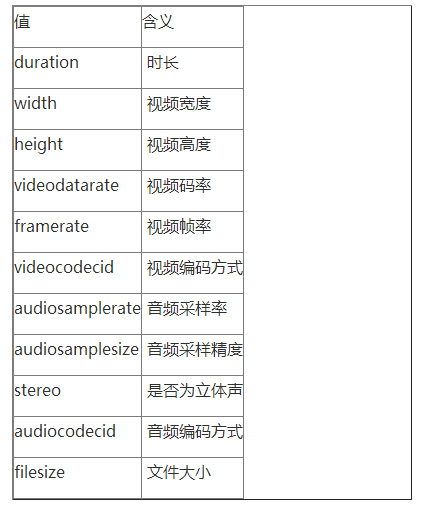 值 含义
duration 时长
width 视频宽度
height 视频高度
videodatarate 视频码率
framerate 视频帧率
videocodecid 视频编码方式
audiosamplerate 音频采样率
audiosamplesize 音频采样精度
stereo 是否为立体声
audiocodecid 音频编码方式
filesize 文件大小